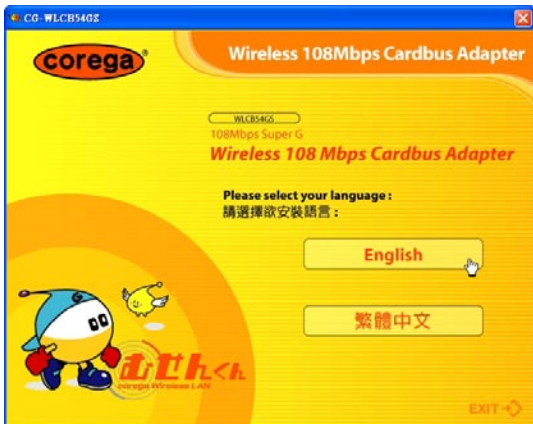 CG-WLCB54GS
corega
Wireless 108Mbps Cardbus Adapter
WLCB54GS
108Mbps Super G
Wireless 108 Mbps Cardbus Adapter
Please select your language :
請選擇欲安裝語言：
English
繁體中文
むせんくん
corega Wireless LAN
EXIT